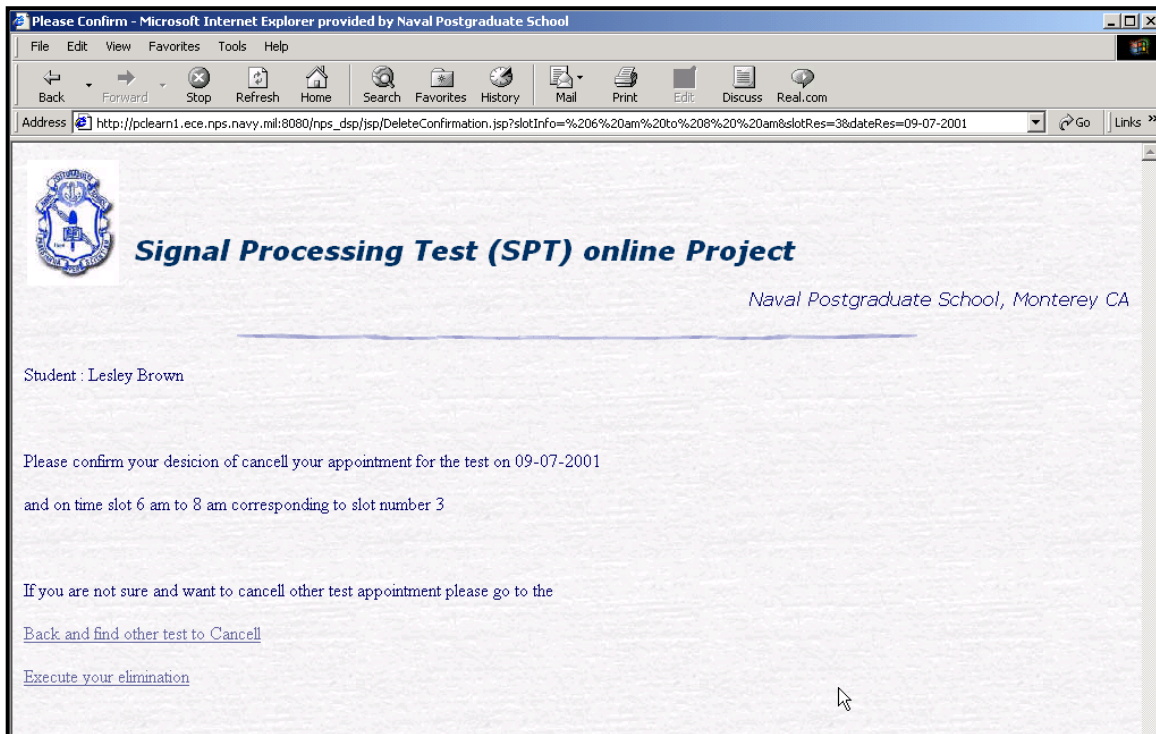 Please Confirm - Microsoft Internet Explorer provided by Naval Postgraduate School
File Edit View Favorites Tools Help
Back Forward Stop Refresh Home Search Favorites History Mail Print Edit Discuss Real.com
Address http://pclearn1.ece.nps.navy.mil:8080/nps_dsp/jsp/DeleteConfirmation.jsp?slotInfo=%206%20am%20to%208%20%20am&slotRes=3&dateRes=09-07-2001 Go Links »
Signal Processing Test (SPT) online Project
Naval Postgraduate School, Monterey CA
Student : Lesley Brown
Please confirm your desicion of cancell your appointment for the test on 09-07-2001
and on time slot 6 am to 8 am corresponding to slot number 3
If you are not sure and want to cancell other test appointment please go to the
Back and find other test to Cancell
Execute your elimination